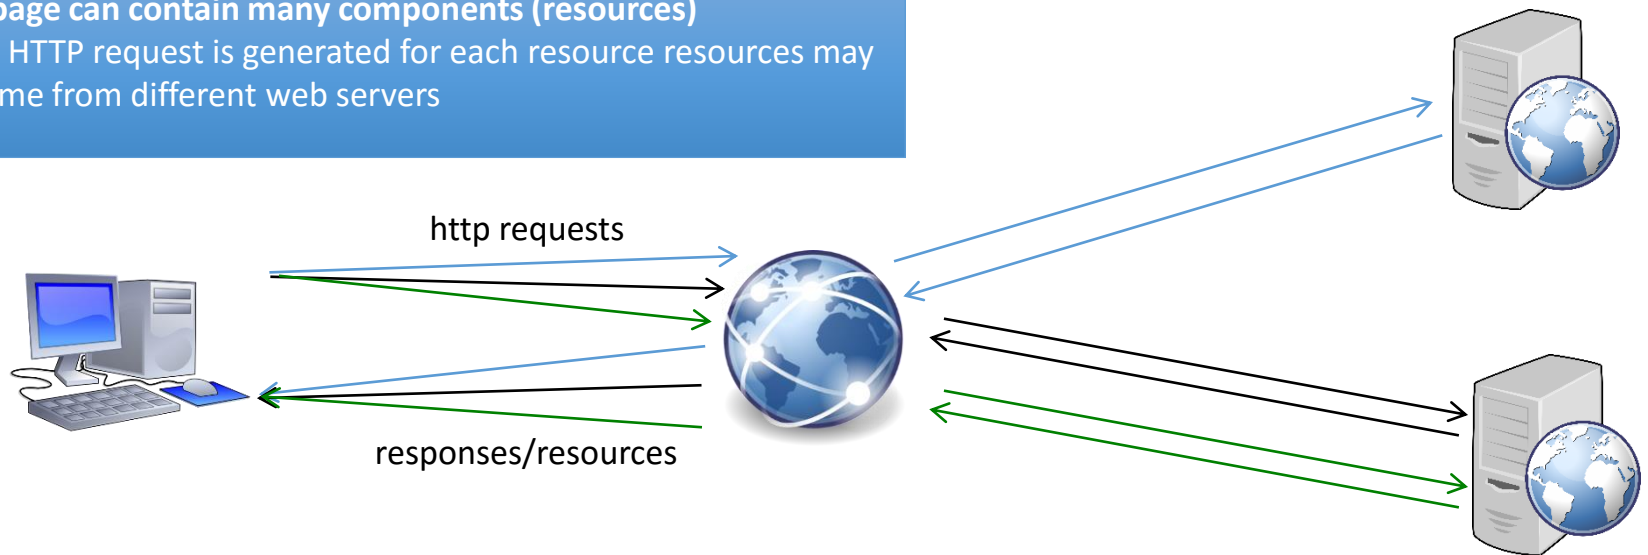 page can contain many components (resources)
HTTP request is generated for each resource resources may
me from different web servers
http requests
responses/resources